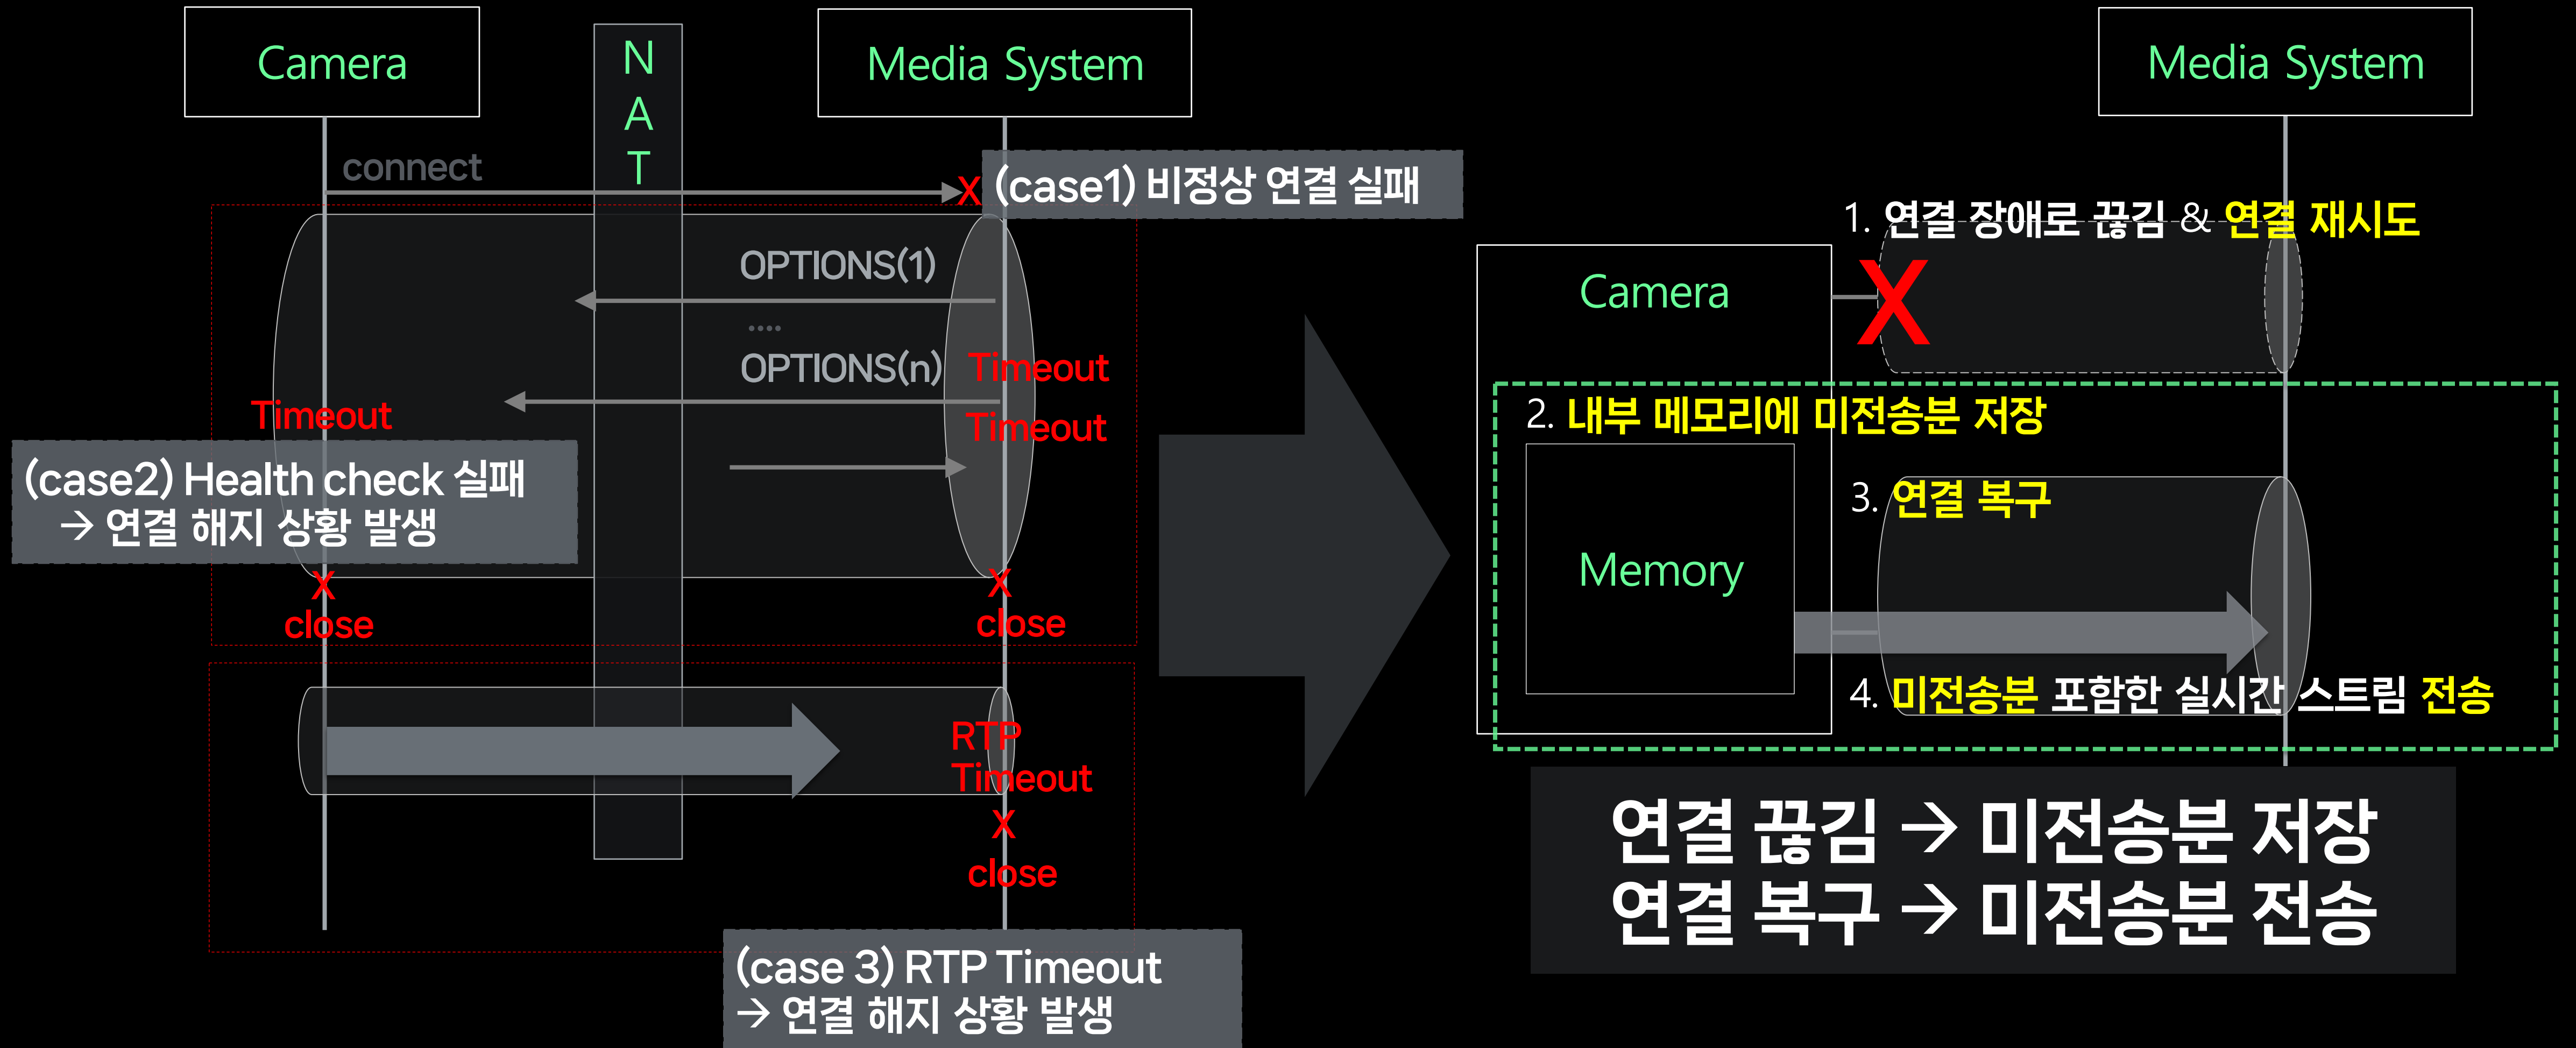 Camera
N
A
T
Media System
connect
X
(case1) 비정상 연결 실패
OPTIONS(1)
....
OPTIONS(n)
Timeout
Timeout
Timeout
(case2) Health check 실패
→ 연결 해지 상황 발생
X
close
X
close
RTP
Timeout
X
close
(case 3) RTP Timeout
→ 연결 해지 상황 발생
Media System
1. 연결 장애로 끊김 & 연결 재시도
Camera
X
2. 내부 메모리에 미전송분 저장
3. 연결 복구
Memory
4. 미전송분 포함한 실시간 스트림 전송
연결 끊김 → 미전송분 저장
연결 복구 → 미전송분 전송